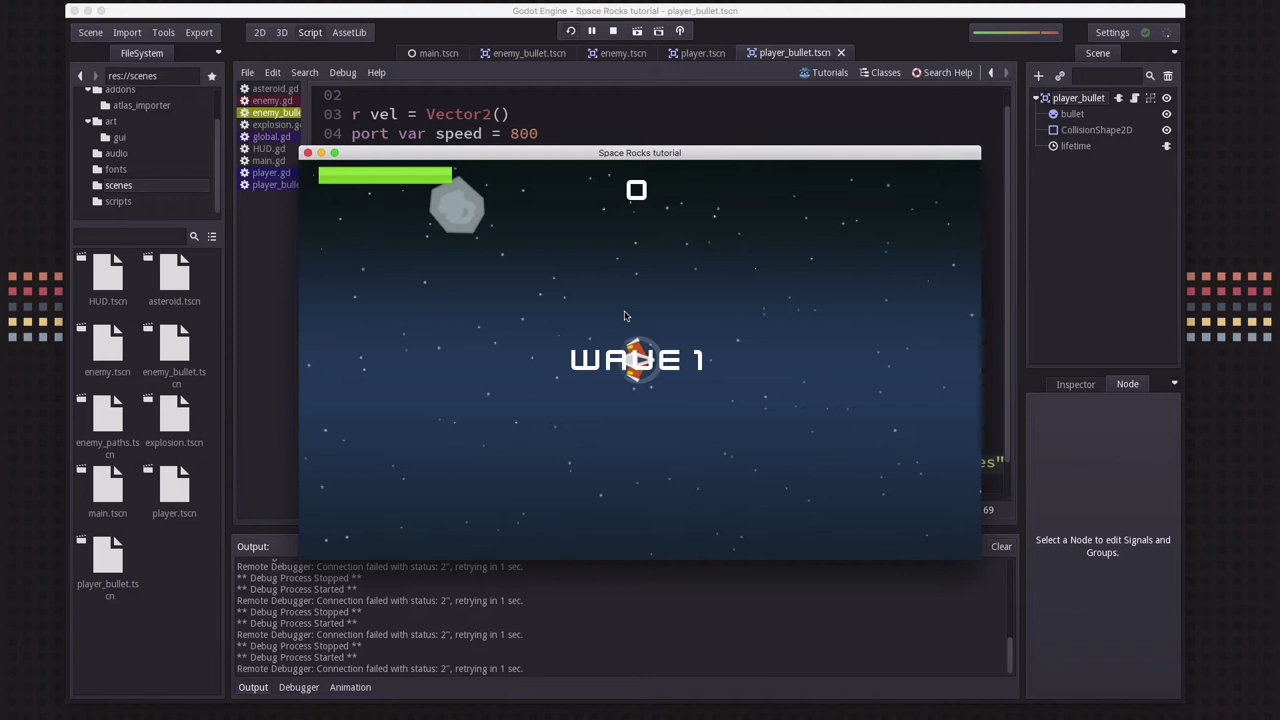 Godot Engine - Space Rocks tutorial - player_bullet.tscn
Scene Import Tools Export
2D 3D Script AssetLib
Settings
FileSystem
main.tscn enemy_bullet.tscn enemy.tscn player.tscn player_bullet.tscn
Scene
res://scenes
File Edit Search Debug Help
Tutorials Classes Search Help
addons
atlas_importer
art
gui
audio
fonts
scenes
scripts
asteroid.gd
enemy.gd
enemy_bulle
explosion.g
global.gd
HUD.gd
main.gd
player.gd
player_bulle
02
03 r vel = Vector2()
04 port var speed = 800
player_bullet
bullet
CollisionShape2D
lifetime
Space Rocks tutorial
0
WAVE 1
es"
69
HUD.tscn
asteroid.tscn
enemy.tscn
enemy_bullet.ts
cn
enemy_paths.ts
cn
explosion.tscn
main.tscn
player.tscn
player_bullet.ts
cn
Inspector Node
Select a Node to edit Signals and
Groups.
Output:
Clear
Remote Debugger: Connection failed with status: 2'', retrying in 1 sec.
** Debug Process Stopped **
** Debug Process Started **
Remote Debugger: Connection failed with status: 2'', retrying in 1 sec.
** Debug Process Stopped **
** Debug Process Started **
Remote Debugger: Connection failed with status: 2'', retrying in 1 sec.
** Debug Process Stopped **
** Debug Process Started **
Remote Debugger: Connection failed with status: 2'', retrying in 1 sec.
Output Debugger Animation